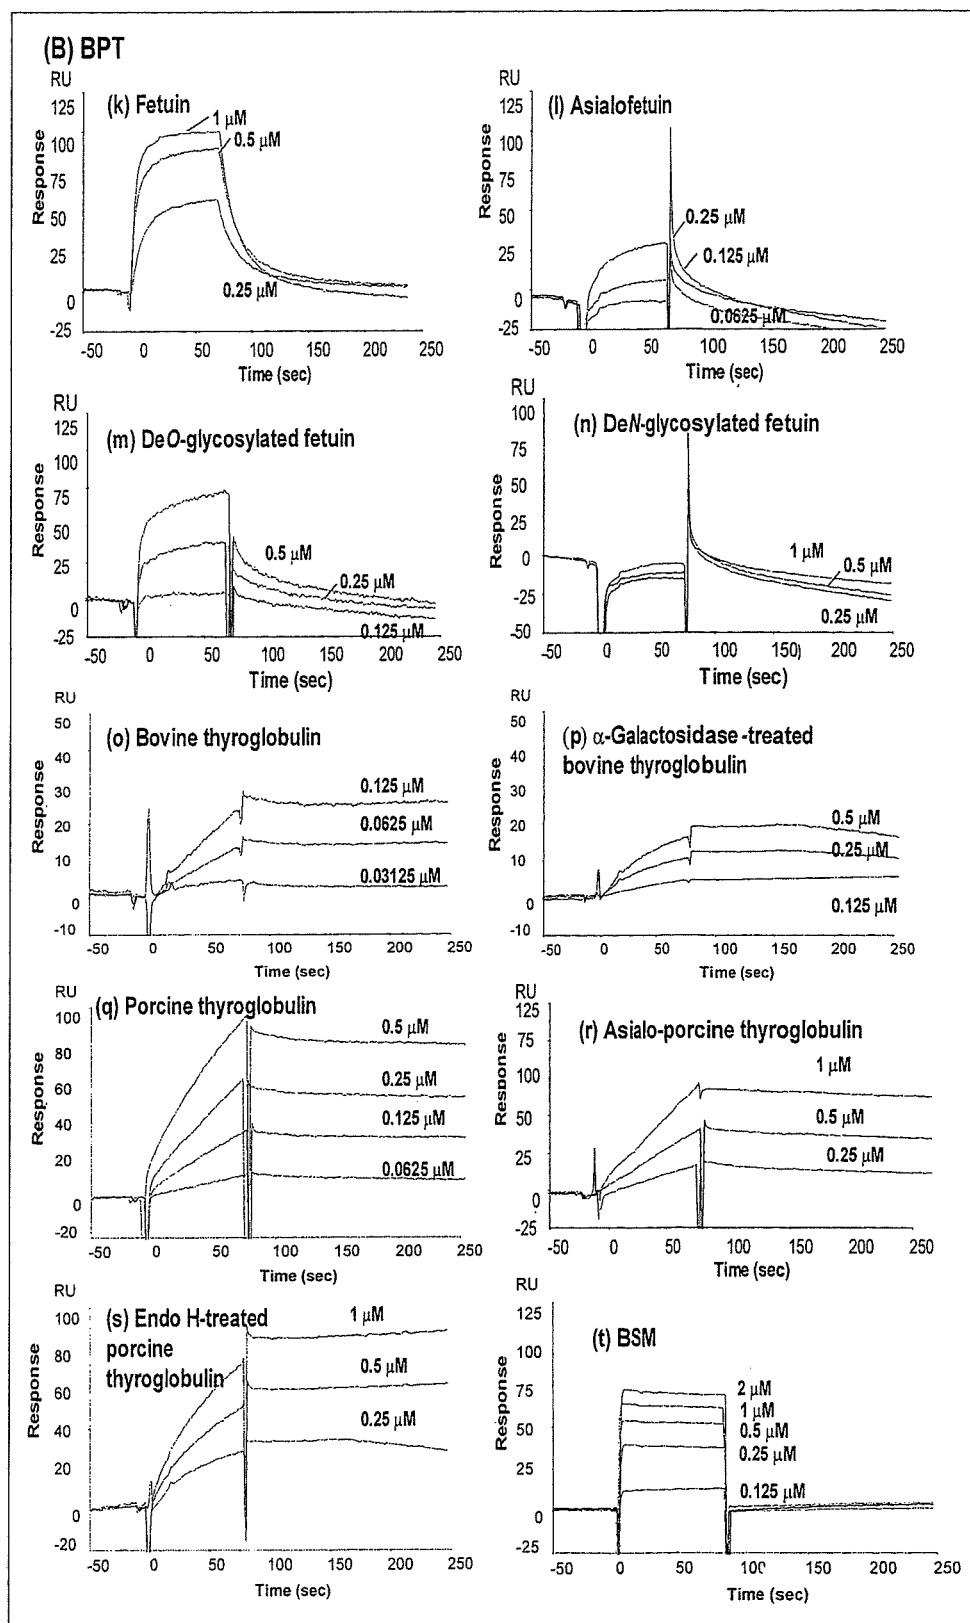 (B) BPT
RU
(k) Fetuin
1 μM
0.5 μM
0.25 μM
Response
125
100
75
50
25
0
-25
-50 0 50 100 150 200 250
Time (sec)
RU
(l) Asialofetuin
0.25 μM
0.125 μM
0.0625 μM
Response
125
100
75
50
25
0
-25
-50 0 50 100 150 200 250
Time (sec)
RU
(m) DeO-glycosylated fetuin
0.5 μM
0.25 μM
0.125 μM
Response
125
100
75
50
25
0
-25
-50 0 50 100 150 200 250
Time (sec)
RU
(n) DeN-glycosylated fetuin
1 μM
0.5 μM
0.25 μM
Response
100
75
50
25
0
-25
-50
-50 0 50 100 150 200 250
Time (sec)
RU
(o) Bovine thyroglobulin
0.125 μM
0.0625 μM
0.03125 μM
Response
50
40
30
20
10
0
-10
-50 0 50 100 150 200 250
Time (sec)
RU
(p) α-Galactosidase-treated
bovine thyroglobulin
0.5 μM
0.25 μM
0.125 μM
Response
50
40
30
20
10
0
-10
-50 0 50 100 150 200 250
Time (sec)
RU
(q) Porcine thyroglobulin
0.5 μM
0.25 μM
0.125 μM
0.0625 μM
Response
100
80
60
40
20
0
-20
-50 0 50 100 150 200 250
Time (sec)
RU
(r) Asialo-porcine thyroglobulin
1 μM
0.5 μM
0.25 μM
Response
125
75
100
50
25
0
-25
-50 0 50 100 150 200 250
Time (sec)
RU
(s) Endo H-treated
porcine
thyroglobulin
1 μM
0.5 μM
0.25 μM
Response
100
80
60
40
20
0
-20
-50 0 50 100 150 200 250
Time (sec)
RU
(t) BSM
2 μM
1 μM
0.5 μM
0.25 μM
0.125 μM
Response
125
100
75
50
25
0
-25
-50 0 50 100 150 200 250
Time (sec)